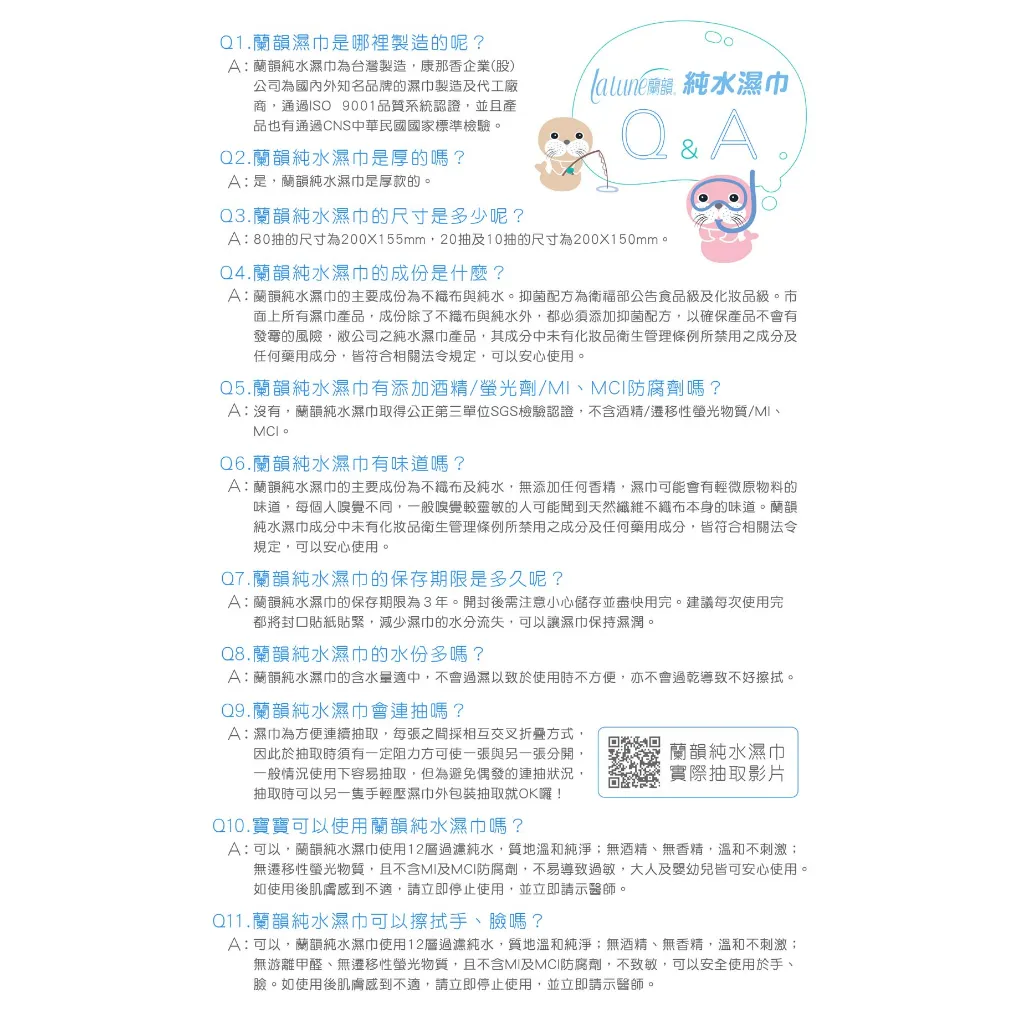 lalune蘭韻 純水濕巾
Q & A
Q1.蘭韻濕巾是哪裡製造的呢？
A：蘭韻純水濕巾為台灣製造，康那香企業(股)
公司為國內外知名品牌的濕巾製造及代工廠
商，通過ISO 9001品質系統認證，並且產
品也有通過CNS中華民國國家標準檢驗。
Q2.蘭韻純水濕巾是厚的嗎？
A：是，蘭韻純水濕巾是厚款的。
Q3.蘭韻純水濕巾的尺寸是多少呢？
A：80抽的尺寸為200X155mm，20抽及10抽的尺寸為200X150mm。
Q4.蘭韻純水濕巾的成份是什麼？
A：蘭韻純水濕巾的主要成份為不織布與純水。抑菌配方為衛福部公告食品級及化妝品級。市
面上所有濕巾產品，成份除了不織布與純水外，都必須添加抑菌配方，以確保產品不會有
發霉的風險，敝公司之純水濕巾產品，其成分中未有化妝品衛生管理條例所禁用之成分及
任何藥用成分，皆符合相關法令規定，可以安心使用。
Q5.蘭韻純水濕巾有添加酒精/螢光劑/MI、MCI防腐劑嗎？
A：沒有，蘭韻純水濕巾取得公正第三單位SGS檢驗認證，不含酒精/遷移性螢光物質/MI、
MCI。
Q6.蘭韻純水濕巾有味道嗎？
A：蘭韻純水濕巾的主要成份為不織布及純水，無添加任何香精，濕巾可能會有輕微原物料的
味道，每個人嗅覺不同，一般嗅覺較靈敏的人可能聞到天然纖維不織布本身的味道。蘭韻
純水濕巾成分中未有化妝品衛生管理條例所禁用之成分及任何藥用成分，皆符合相關法令
規定，可以安心使用。
Q7.蘭韻純水濕巾的保存期限是多久呢？
A：蘭韻純水濕巾的保存期限為３年。開封後需注意小心儲存並盡快用完。建議每次使用完
都將封口貼紙貼緊，減少濕巾的水分流失，可以讓濕巾保持濕潤。
Q8.蘭韻純水濕巾的水份多嗎？
A：蘭韻純水濕巾的含水量適中，不會過濕以致於使用時不方便，亦不會過乾導致不好擦拭。
Q9.蘭韻純水濕巾會連抽嗎？
A：濕巾為方便連續抽取，每張之間採相互交叉折疊方式，
因此於抽取時須有一定阻力方可使一張與另一張分開，
一般情況使用下容易抽取，但為避免偶發的連抽狀況，
抽取時可以另一隻手輕壓濕巾外包裝抽取就OK囉！
蘭韻純水濕巾
實際抽取影片
Q10.寶寶可以使用蘭韻純水濕巾嗎？
A：可以，蘭韻純水濕巾使用12層過濾純水，質地溫和純淨；無酒精、無香精，溫和不刺激；
無遷移性螢光物質，且不含MI及MCI防腐劑，不易導致過敏，大人及嬰幼兒皆可安心使用。
如使用後肌膚感到不適，請立即停止使用，並立即請示醫師。
Q11.蘭韻純水濕巾可以擦拭手、臉嗎？
A：可以，蘭韻純水濕巾使用12層過濾純水，質地溫和純淨；無酒精、無香精，溫和不刺激；
無游離甲醛、無遷移性螢光物質，且不含MI及MCI防腐劑，不致敏，可以安全使用於手、
臉。如使用後肌膚感到不適，請立即停止使用，並立即請示醫師。